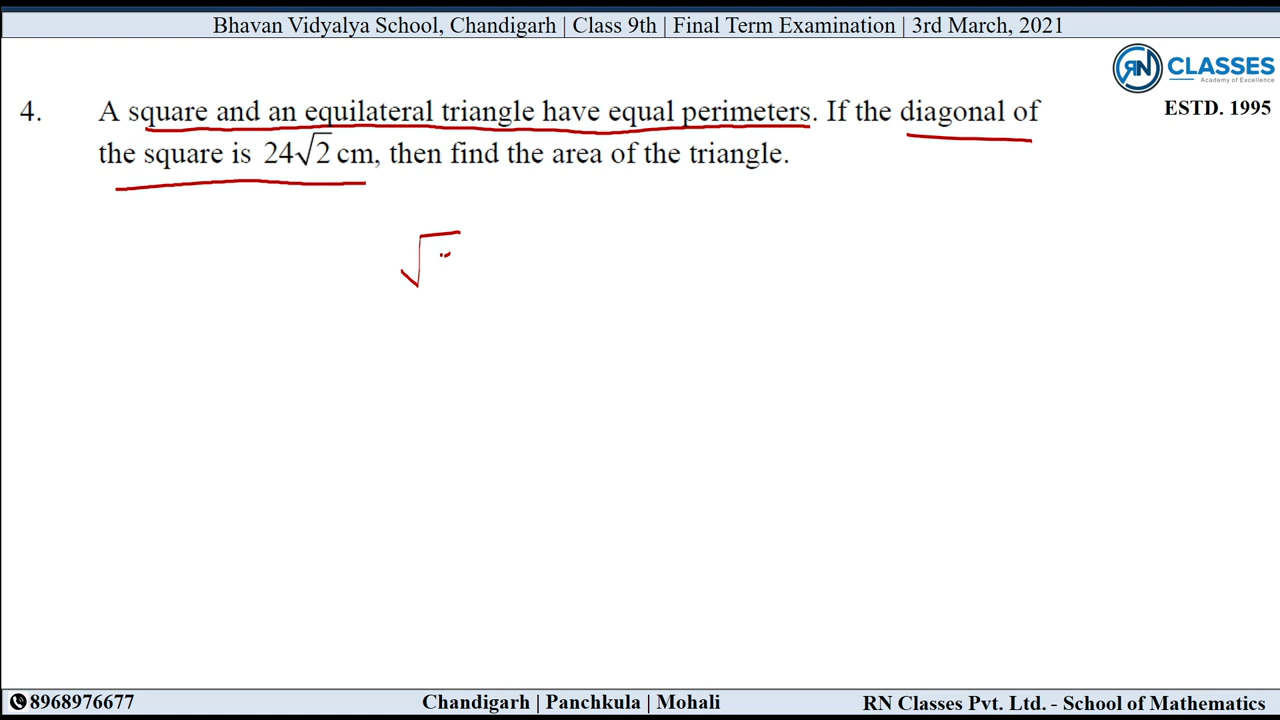 Bhavan Vidyalya School, Chandigarh | Class 9th | Final Term Examination | 3rd March, 2021
RN CLASSES
Academy of Excellence
ESTD. 1995
4. A square and an equilateral triangle have equal perimeters. If the diagonal of
the square is 24√2 cm, then find the area of the triangle.
√
8968976677
Chandigarh | Panchkula | Mohali
RN Classes Pvt. Ltd. - School of Mathematics